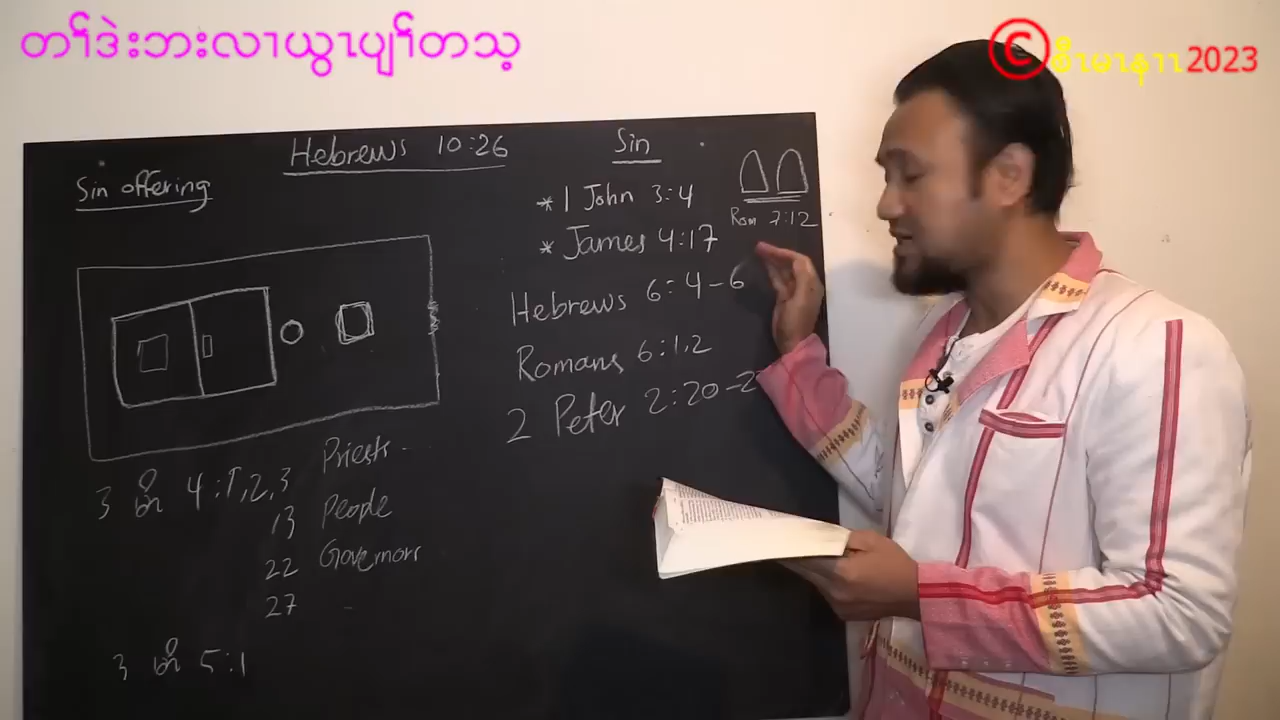 တၢ်ဒဲးဘးလၢယွၤပျၢ်တသ့
©စီၤမၤနၢၤ2023
Hebrews 10:26
Sin
Sin offering
* 1 John 3:4
Rom 7:12
* James 4:17
Hebrews 6:4-6
Romans 6:1,2
2 Peter 2:20-2
3 မိၤ 4:1,2,3 Priests
13 People
22 Governors
27
3 မိၤ 5:1